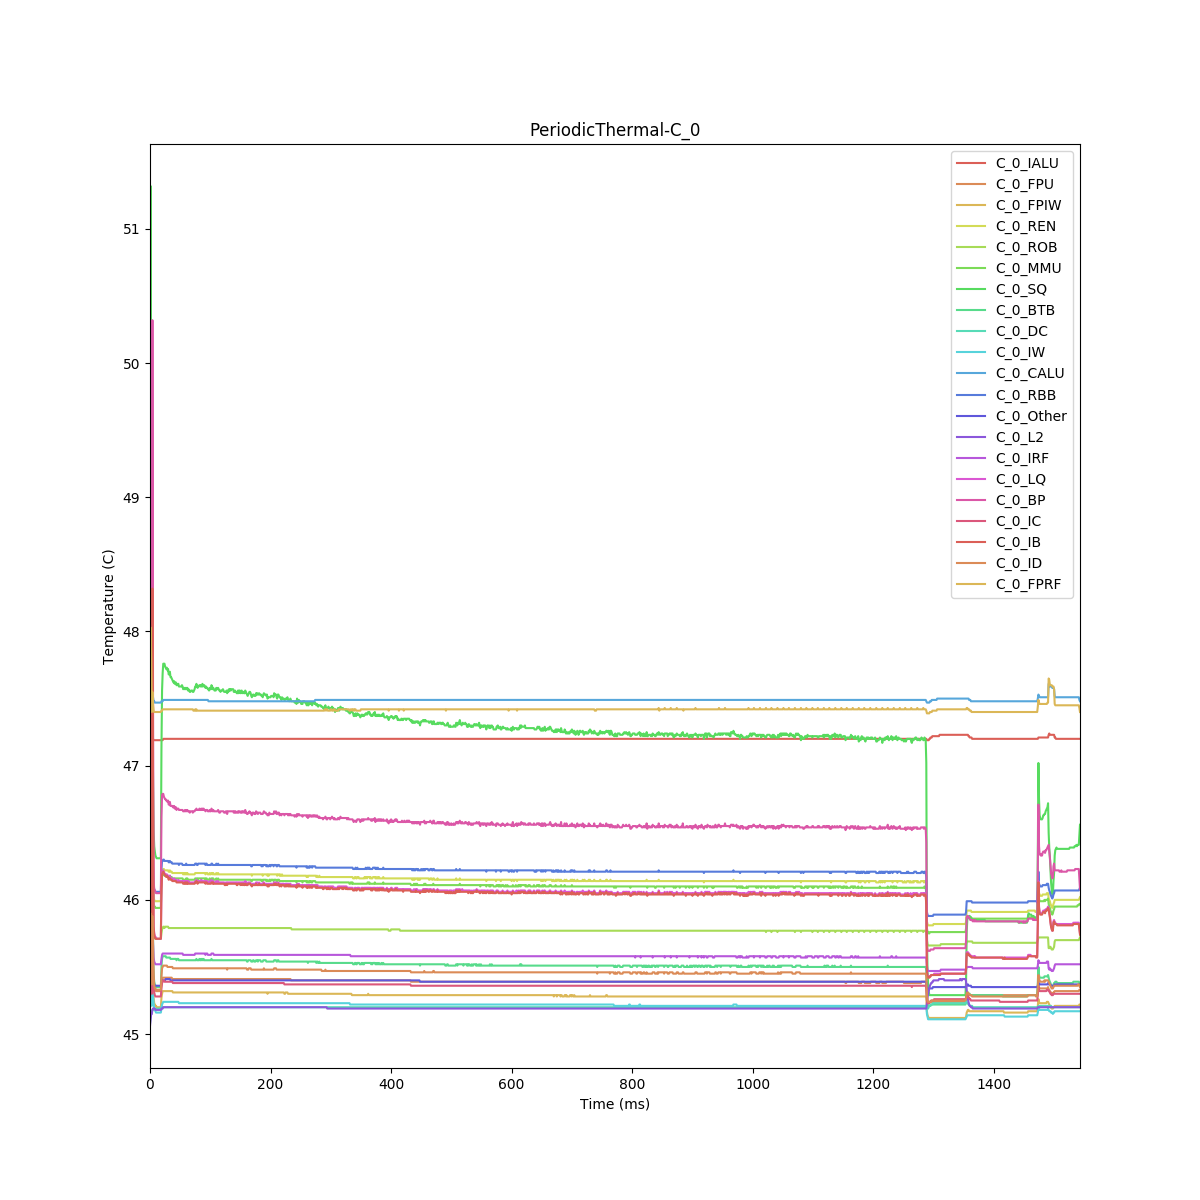 PeriodicThermal-C_0
C_0_IALU
C_0_FPU
C_0_FPIW
C_0_REN
C_0_ROB
C_0_MMU
C_0_SQ
C_0_BTB
C_0_DC
C_0_IW
C_0_CALU
C_0_RBB
C_0_Other
C_0_L2
C_0_IRF
C_0_LQ
C_0_BP
C_0_IC
C_0_IB
C_0_ID
C_0_FPRF
51
50
49
48
47
46
45
Temperature (C)
0 200 400 600 800 1000 1200 1400
Time (ms)